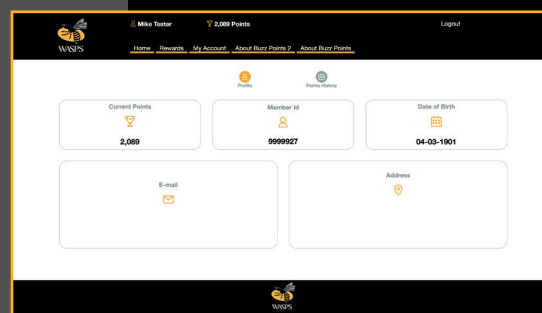 Mike Tester
2,089 Points
Logout
WASPS
Home Rewards My Account About Buzz Points 2 About Buzz Points
Profile
Points History
Current Points
2,089
Member Id
9999927
Date of Birth
04-03-1901
E-mail
Address
WASPS